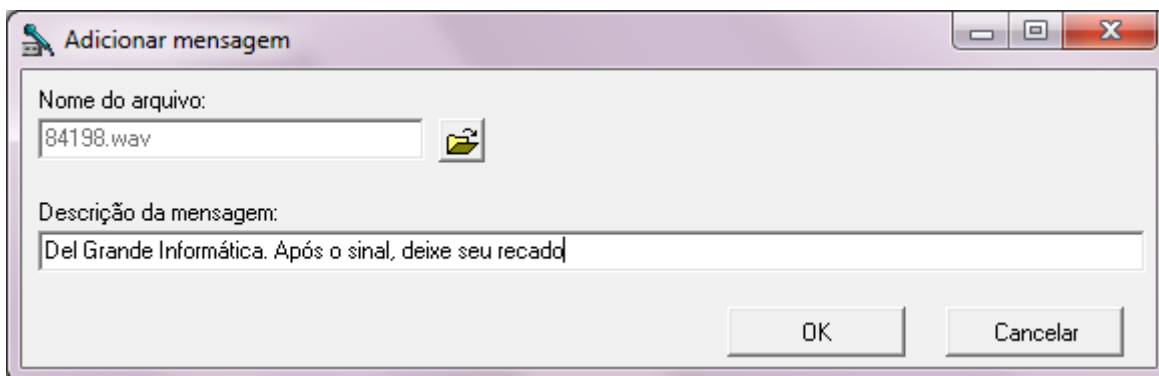 Adicionar mensagem
Nome do arquivo:
84198.wav
Descrição da mensagem:
Del Grande Informática. Após o sinal, deixe seu recado
OK Cancelar